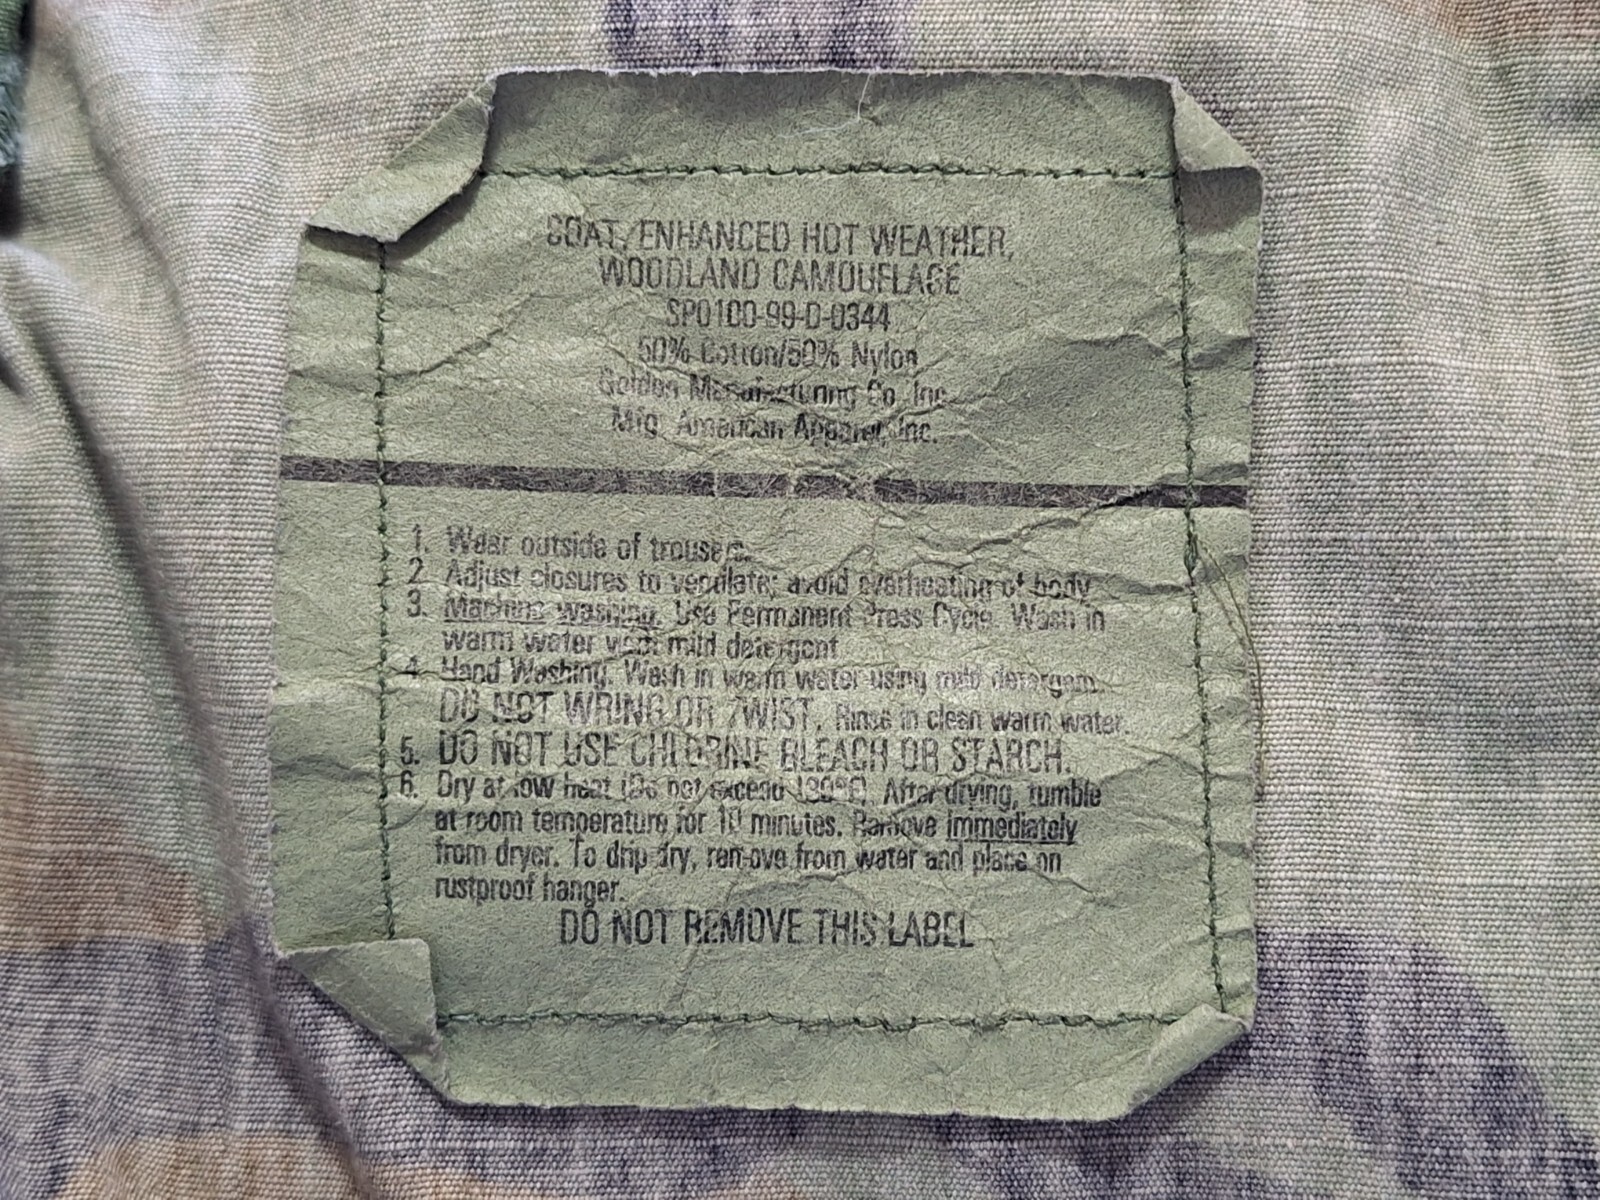 COAT, ENHANCED HOT WEATHER,
WOODLAND CAMOUFLAGE
SP0100-99-D-0344
50% Cotton/50% Nylon
Golden Manufacturing Co. Inc.
Mfg. American Apparel, Inc.
1. Wear outside of trousers.
2. Adjust closures to ventilate; avoid overheating of body
3. Machine washing. Use Permanent Press Cycle. Wash in
warm water mild detergent
4. Hand Washing. Wash in warm water using mild detergent.
DO NOT WRING OR TWIST. Rinse in clean warm water.
5. DO NOT USE CHLORINE BLEACH OR STARCH.
6. Dry at low heat (Do not exceed After drying, tumble
at room temperature for 10 minutes. Remove immediately
from dryer. To drip dry, remove from water and place on
rustproof hanger.
DO NOT REMOVE THIS LABEL